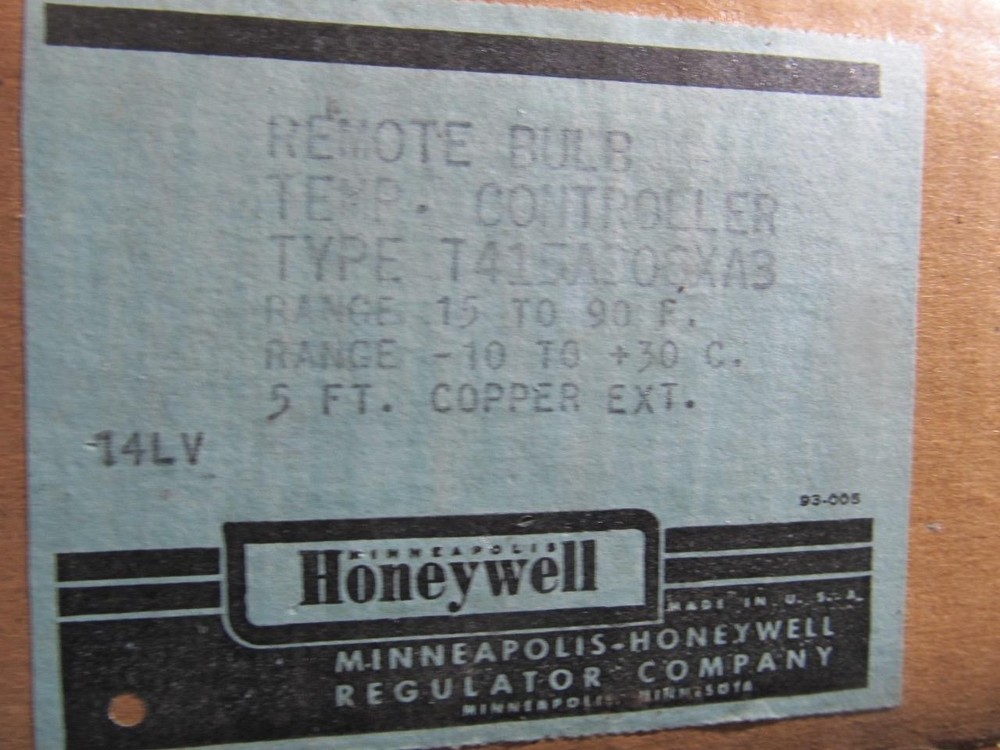 REMOTE BULB
TEMP. CONTROLLER
TYPE
RANGE 15 TO 90 F.
RANGE -10 TO +30 C.
5 FT. COPPER EXT.
14LV
93-005
MINNEAPOLIS
Honeywell
MADE IN U.S.A.
MINNEAPOLIS-HONEYWELL
REGULATOR COMPANY
MINNEAPOLIS, MINNESOTA